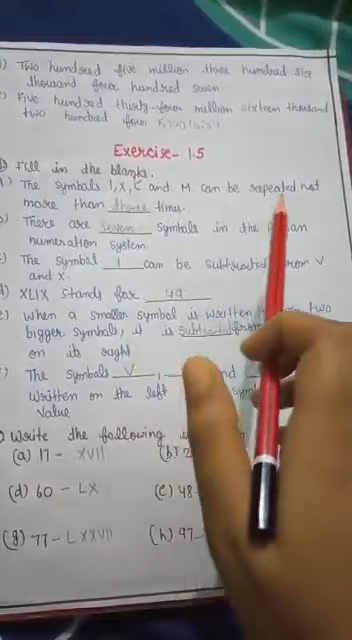 Two hundred five million three hundred six
thousand four hundred seven
Five hundred thirty-four million sixteen thousand
two hundred four
Exercise- 1.5
Fill in the blanks.
The symbols I, X, C and M can be repeated not
more than three times.
There are seven symbols in the
numeration system.
The symbol I can be subtracted from V
and X.
XLIX stands for 49
When a smaller symbol is written two
bigger symbols, it is subtracted from
on its right
The symbols V, and
written on the left
value
Write the following
(a) 17- XVII (b)
(d) 60 - LX (e) 48-
(g) 77- LXXVII (h) 97-